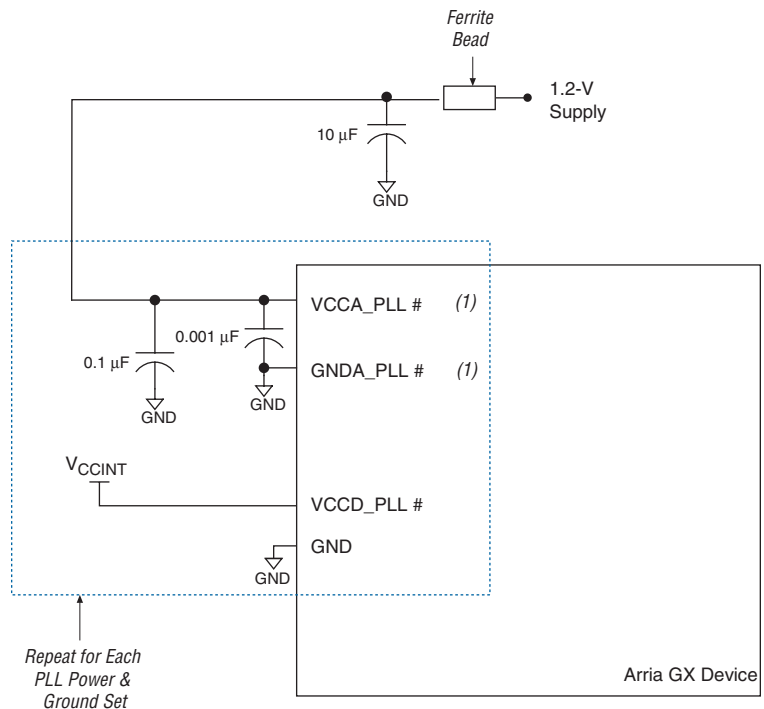 Ferrite
Bead
1.2-V
Supply
10 μF
GND
VCCA_PLL # (1)
0.001 μF
0.1 μF
GNDA_PLL # (1)
GND
GND
VCCINT
VCCD_PLL #
GND
GND
Repeat for Each
PLL Power &
Ground Set
Arria GX Device